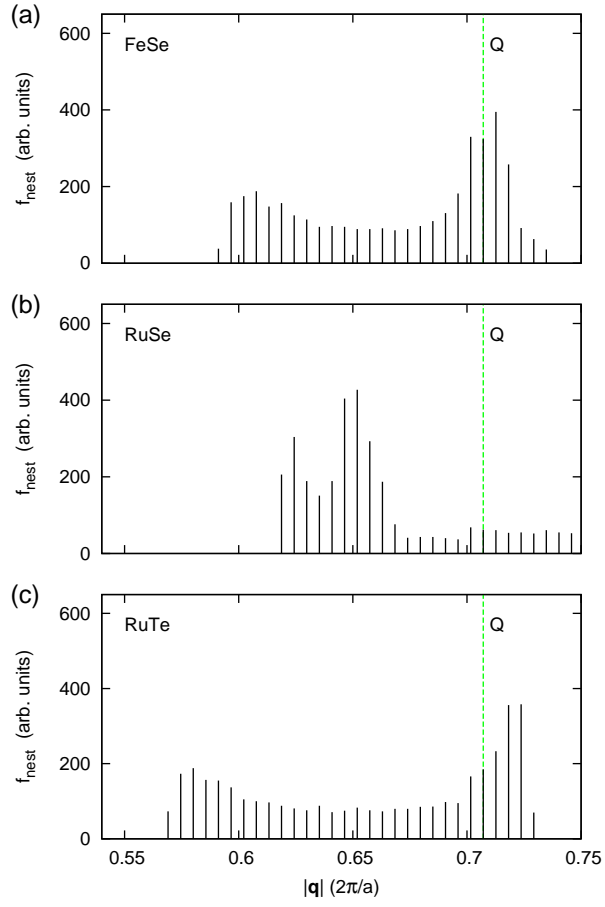 (a)
FeSe
Q
600
400
200
0
f_nest (arb. units)
(b)
RuSe
Q
600
400
200
0
f_nest (arb. units)
(c)
RuTe
Q
600
400
200
0
f_nest (arb. units)
0.55 0.6 0.65 0.7 0.75
|q| (2π/a)